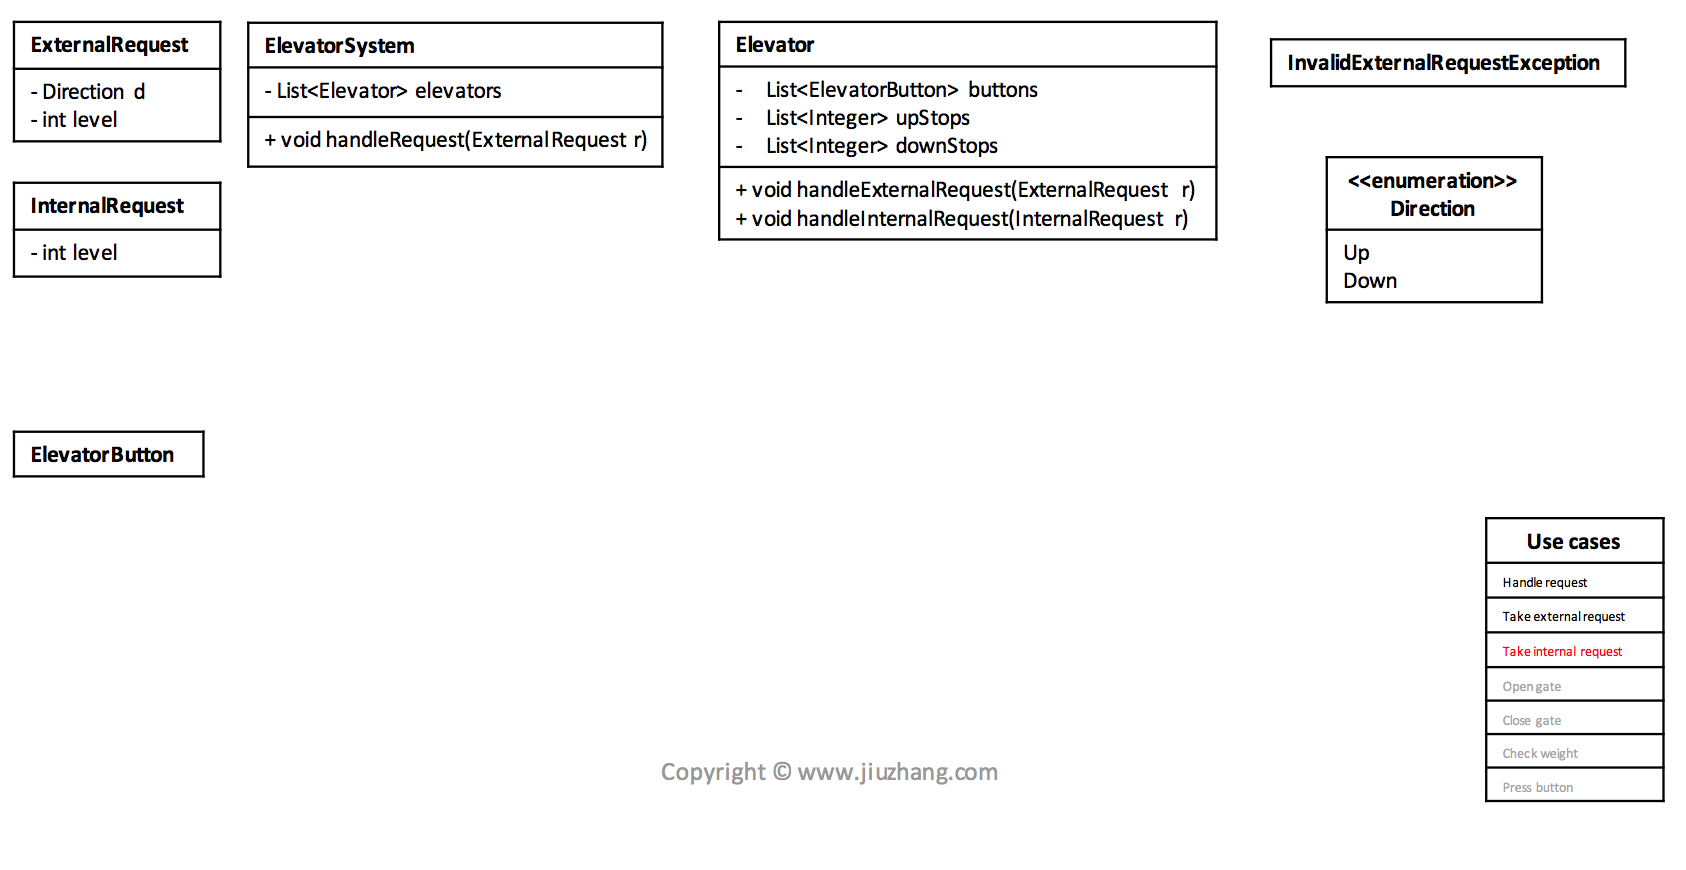 ExternalRequest
- Direction d
- int level
InternalRequest
- int level
ElevatorButton
ElevatorSystem
- List<Elevator> elevators
+ void handleRequest(ExternalRequest r)
Elevator
- List<ElevatorButton> buttons
- List<Integer> upStops
- List<Integer> downStops
+ void handleExternalRequest(ExternalRequest r)
+ void handleInternalRequest(InternalRequest r)
InvalidExternalRequestException
<<enumeration>>
Direction
Up
Down
Use cases
Handle request
Take external request
Take internal request
Open gate
Close gate
Check weight
Press button
Copyright © www.jiuzhang.com